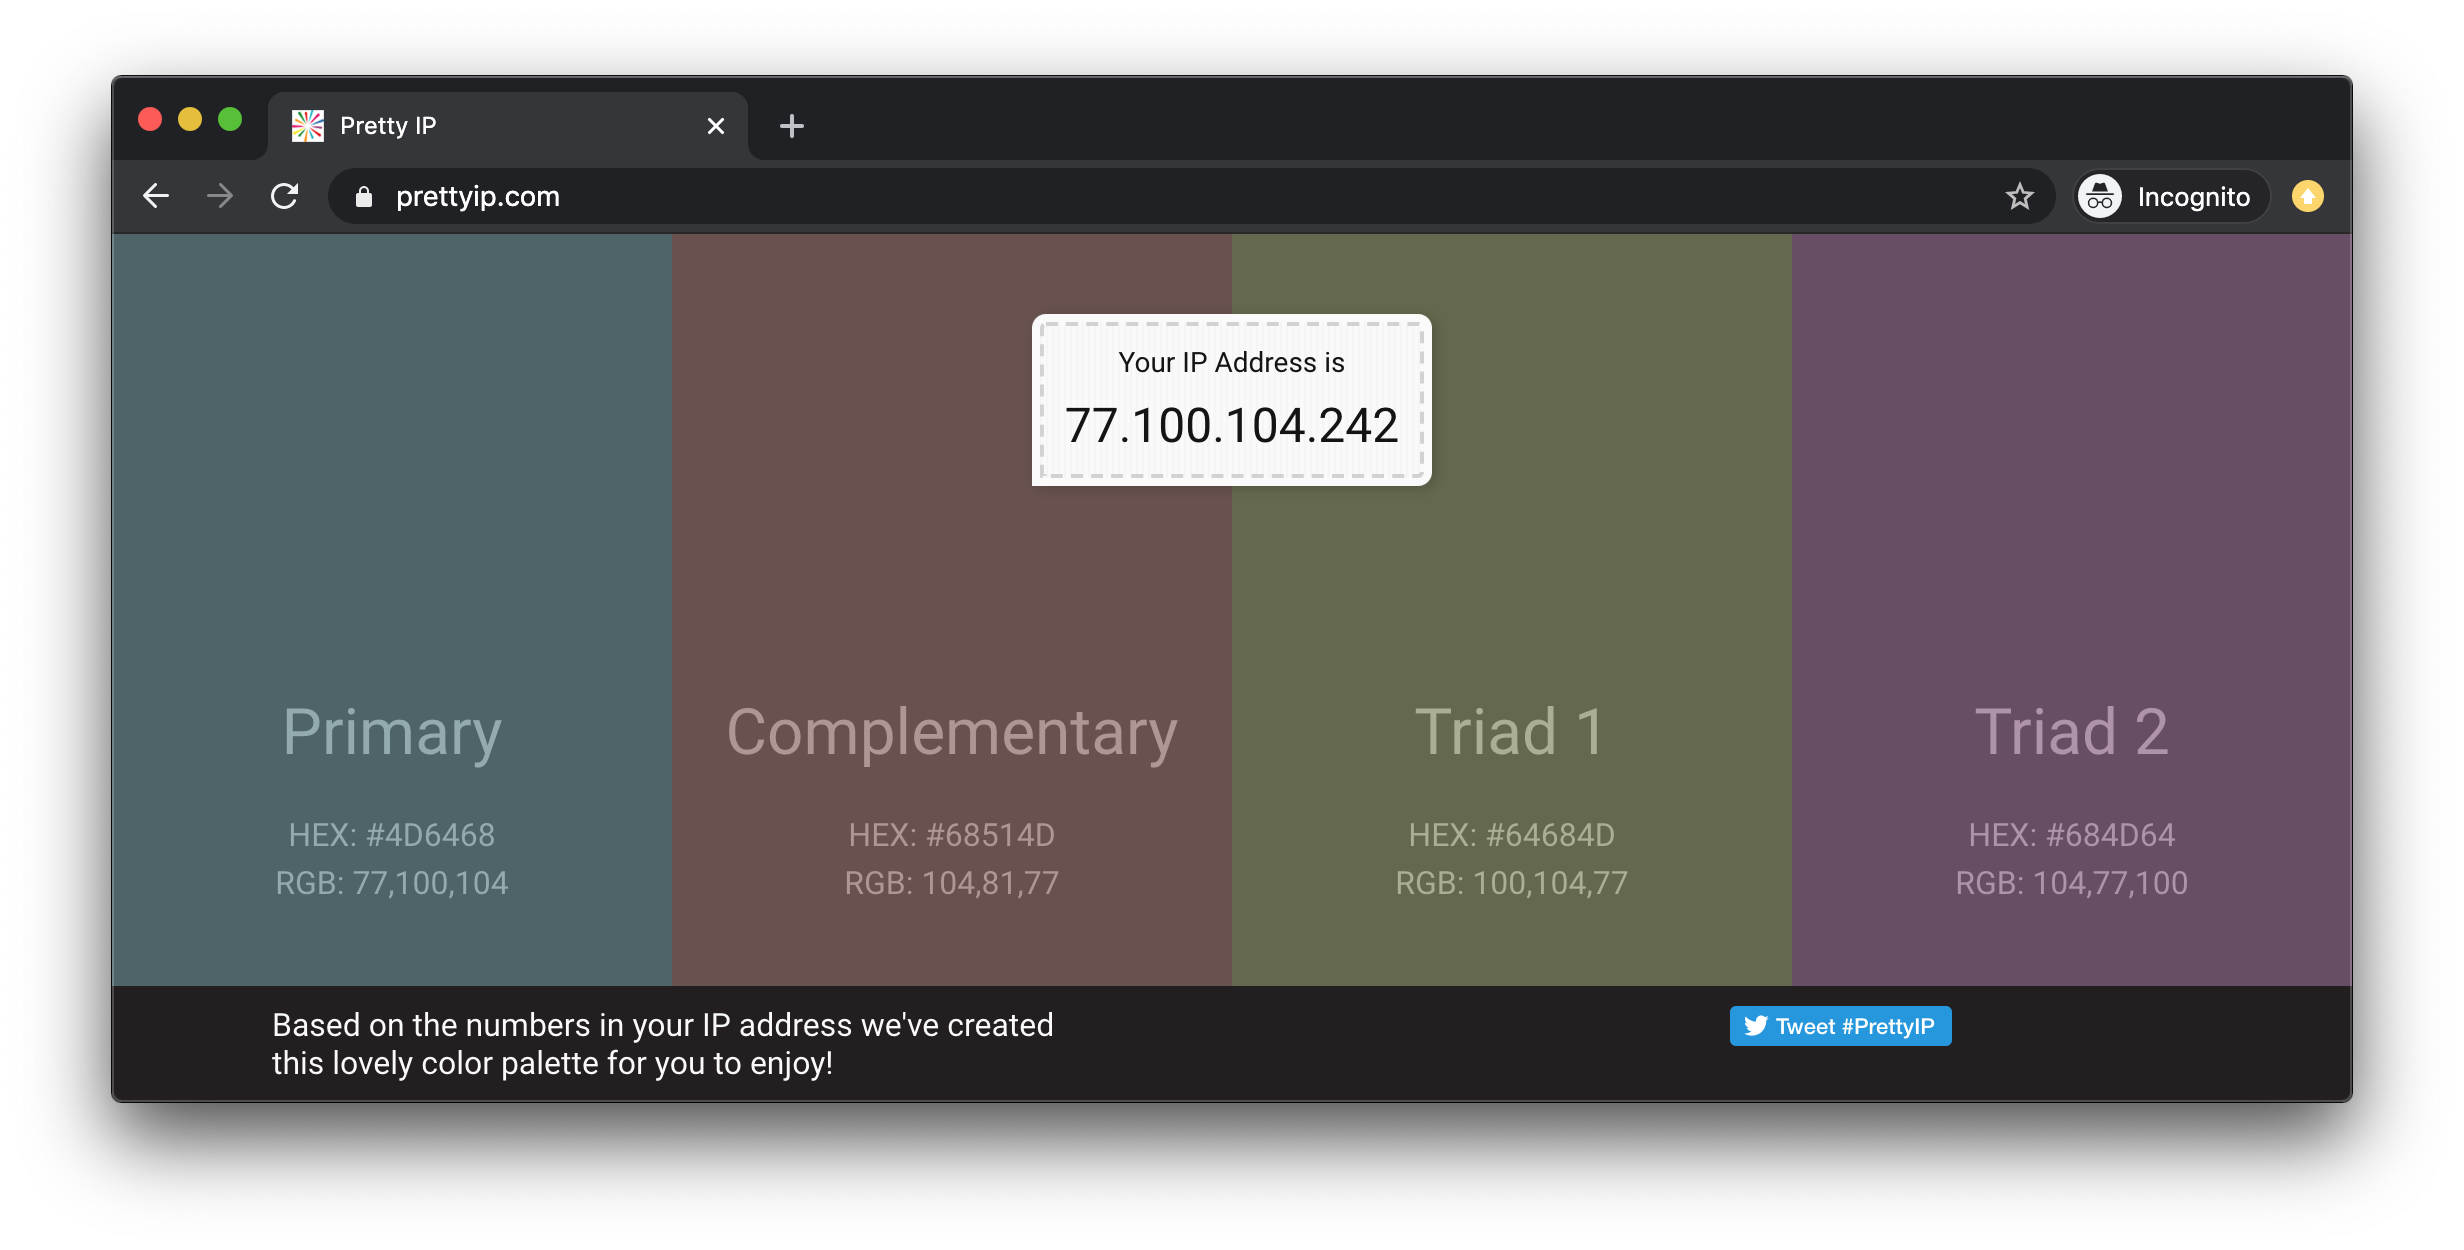 Pretty IP
prettyip.com
Incognito
Your IP Address is
77.100.104.242
Primary
HEX: #4D6468
RGB: 77,100,104
Complementary
HEX: #68514D
RGB: 104,81,77
Triad 1
HEX: #64684D
RGB: 100,104,77
Triad 2
HEX: #684D64
RGB: 104,77,100
Based on the numbers in your IP address we've created
this lovely color palette for you to enjoy!
Tweet #PrettyIP